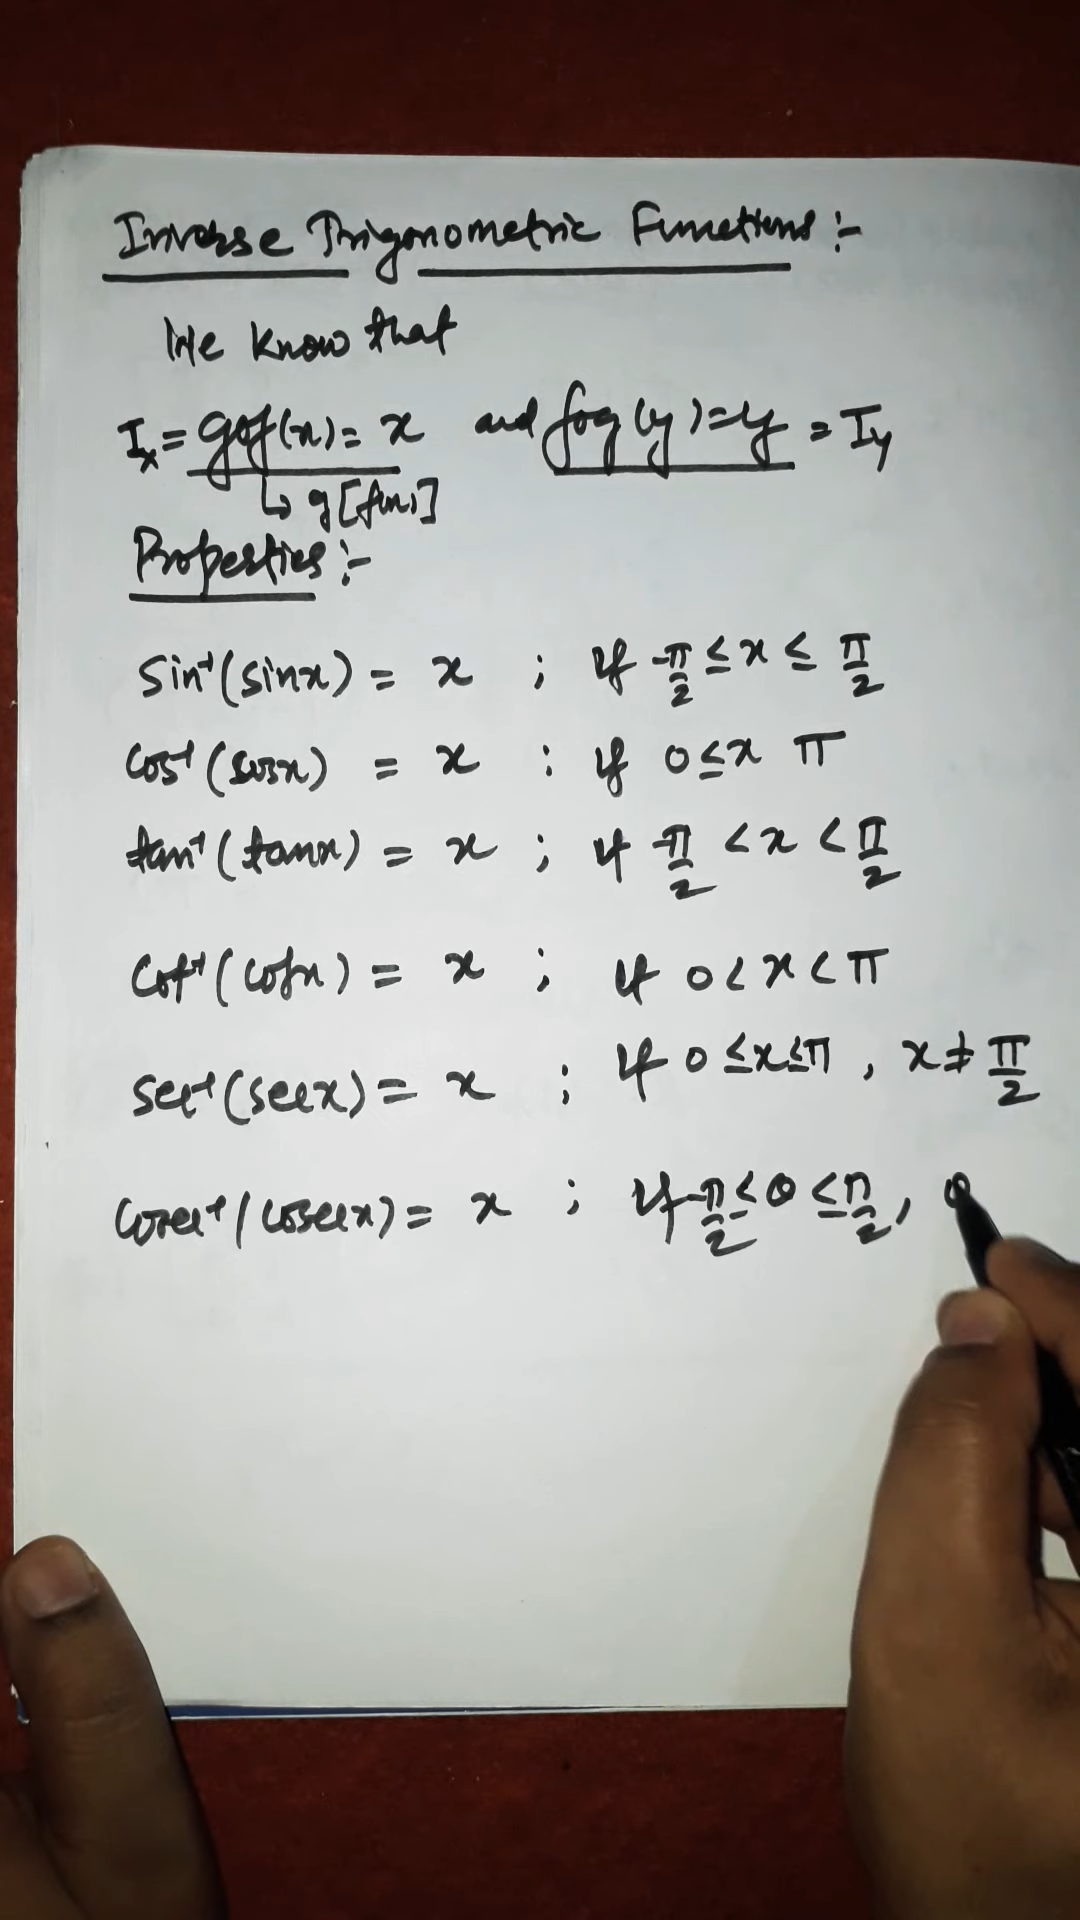 Inverse Trigonometric Functions :-
We know that
Iₓ = gof(x) = x and fog(y) = y = Iᵧ
↳ g[f(x)]
Properties :-
Sin⁻¹(sinx) = x ; if -π/2 ≤ x ≤ π/2
Cos⁻¹(cosx) = x ; if 0 ≤ x π
tan⁻¹(tanx) = x ; if -π/2 < x < π/2
Cot⁻¹(cotx) = x ; if 0 < x < π
Sec⁻¹(secx) = x ; if 0 ≤ x ≤ π , x ≠ π/2
Cosec⁻¹(cosecx) = x ; if -π/2 ≤ θ ≤ π/2 ,